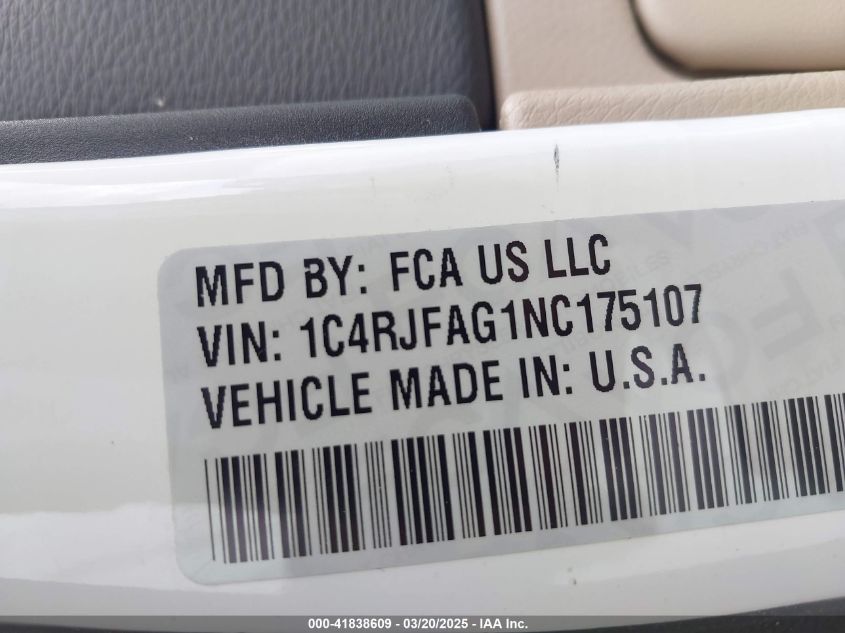 MFD BY: FCA US LLC
VIN: 1C4RJFAG1NC175107
VEHICLE MADE IN: U.S.A.
000-41838609 - 03/20/2025 - IAA Inc.